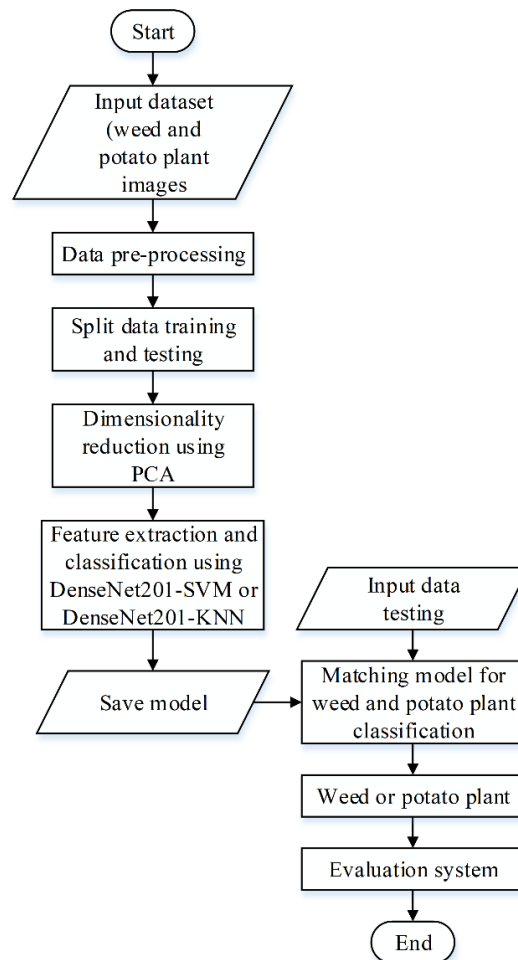 Start
Input dataset
(weed and
potato plant
images
Data pre-processing
Split data training
and testing
Dimensionality
reduction using
PCA
Feature extraction and
classification using
DenseNet201-SVM or
DenseNet201-KNN
Save model
Input data
testing
Matching model for
weed and potato plant
classification
Weed or potato plant
Evaluation system
End